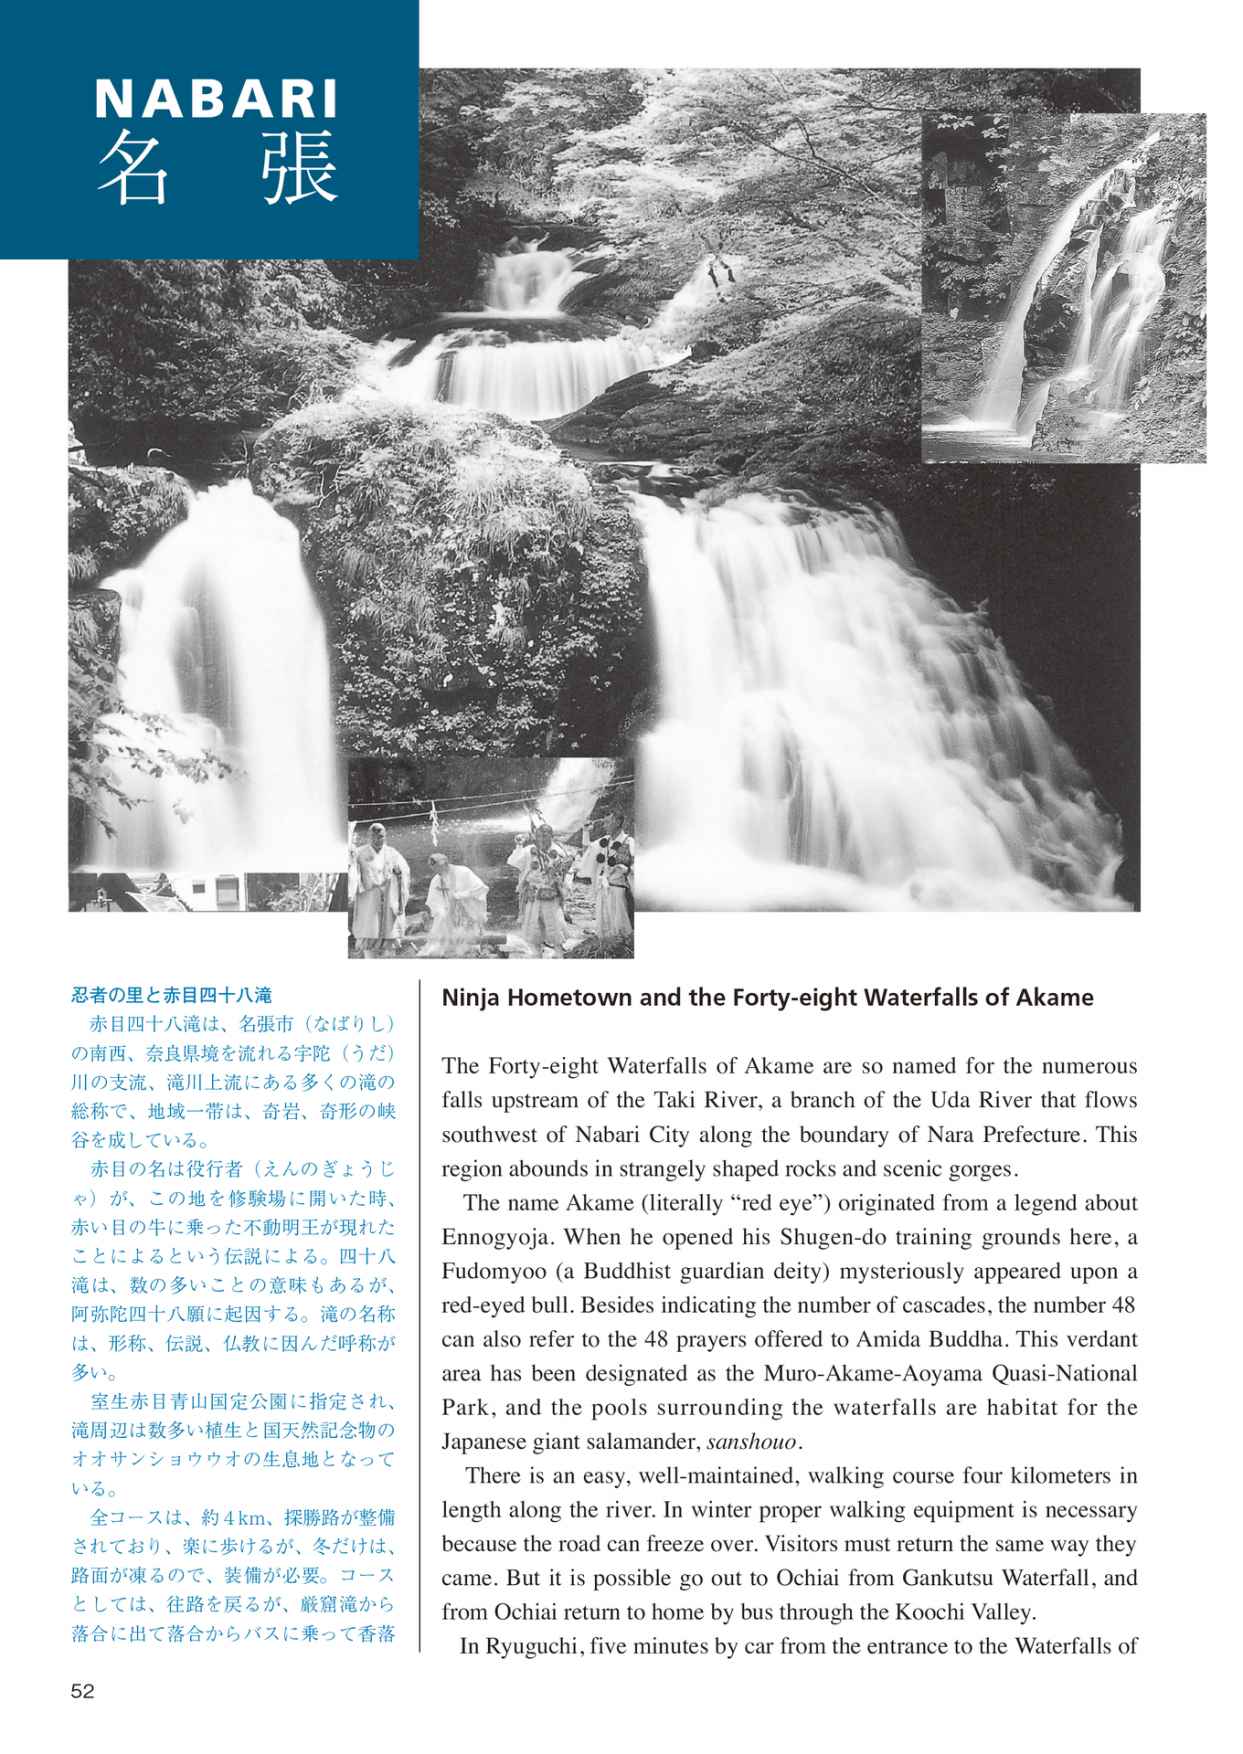 NABARI
名 張
忍者の里と赤目四十八滝
赤目四十八滝は、名張市（なばりし）
の南西、奈良県境を流れる宇陀（うだ）
川の支流、滝川上流にある多くの滝の
総称で、地域一帯は、奇岩、奇形の峡
谷を成している。
赤目の名は役行者（えんのぎょうじ
ゃ）が、この地を修験場に開いた時、
赤い目の牛に乗った不動明王が現れた
ことによるという伝説による。四十八
滝は、数の多いことの意味もあるが、
阿弥陀四十八願に起因する。滝の名称
は、形称、伝説、仏教に因んだ呼称が
多い。
室生赤目青山国定公園に指定され、
滝周辺は数多い植生と国天然記念物の
オオサンショウウオの生息地となって
いる。
全コースは、約4km、探勝路が整備
されており、楽に歩けるが、冬だけは、
路面が凍るので、装備が必要。コース
としては、往路を戻るが、厳窟滝から
落合に出て落合からバスに乗って香落
Ninja Hometown and the Forty-eight Waterfalls of Akame
The Forty-eight Waterfalls of Akame are so named for the numerous
falls upstream of the Taki River, a branch of the Uda River that flows
southwest of Nabari City along the boundary of Nara Prefecture. This
region abounds in strangely shaped rocks and scenic gorges.
The name Akame (literally “red eye”) originated from a legend about
Ennogyoja. When he opened his Shugen-do training grounds here, a
Fudomyoo (a Buddhist guardian deity) mysteriously appeared upon a
red-eyed bull. Besides indicating the number of cascades, the number 48
can also refer to the 48 prayers offered to Amida Buddha. This verdant
area has been designated as the Muro-Akame-Aoyama Quasi-National
Park, and the pools surrounding the waterfalls are habitat for the
Japanese giant salamander, sanshouo.
There is an easy, well-maintained, walking course four kilometers in
length along the river. In winter proper walking equipment is necessary
because the road can freeze over. Visitors must return the same way they
came. But it is possible go out to Ochiai from Gankutsu Waterfall, and
from Ochiai return to home by bus through the Koochi Valley.
In Ryuguchi, five minutes by car from the entrance to the Waterfalls of
52